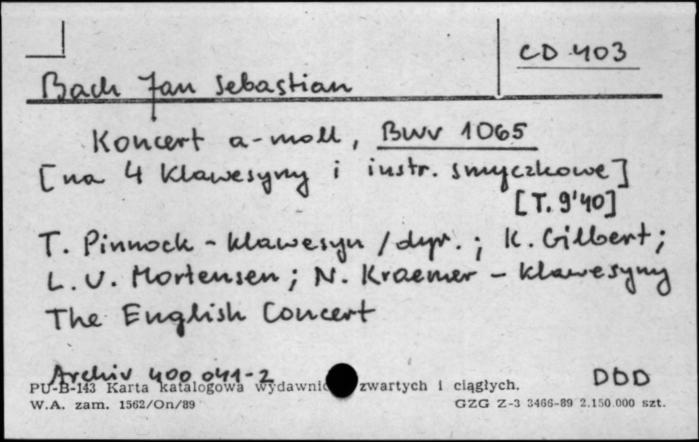 CD 403
Bach Jan Sebastian
Koncert a-moll, BWV 1065
[na 4 klawesyny i instr. smyczkowe]
[T. 9'40]
T. Pinnock - klawesyn / dyr. ; K. Gilbert ;
L. U. Mortensen ; N. Kraemer - klawesyny
The English Concert
Archiv 400 041-2 DDD
PU-B-143 Karta katalogowa wydawnic zwartych i ciągłych.
W.A. zam. 1562/On/89 GZG Z-3 3466-89 2.150.000 szt.